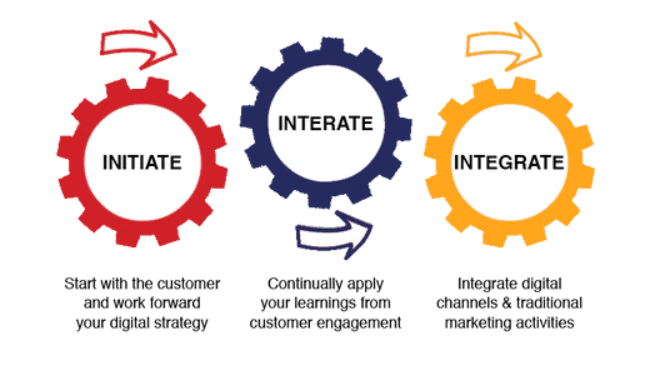 INITIATE
INTERATE
INTEGRATE
Start with the customer
and work forward
your digital strategy
Continually apply
your learnings from
customer engagement
Integrate digital
channels & traditional
marketing activities